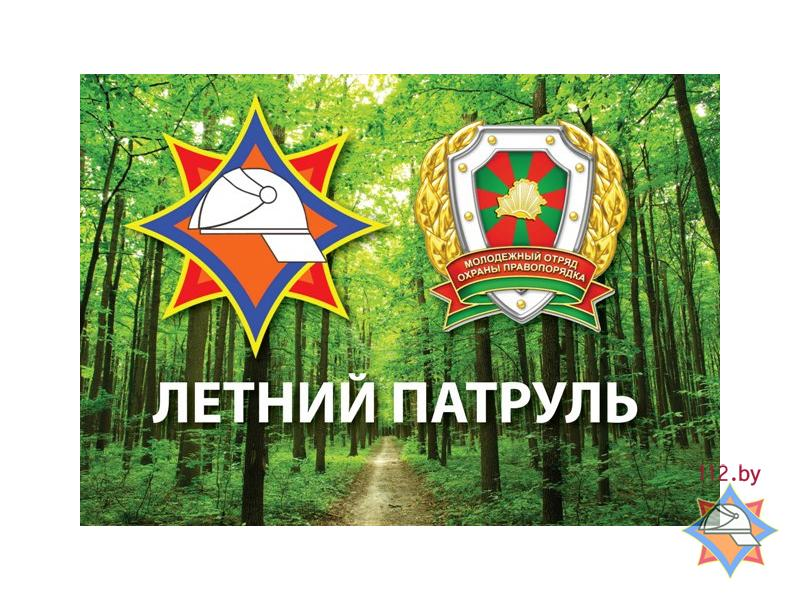 МОЛОДЕЖНЫЙ ОТРЯД
ОХРАНЫ ПРАВОПОРЯДКА
ЛЕТНИЙ ПАТРУЛЬ
112.by